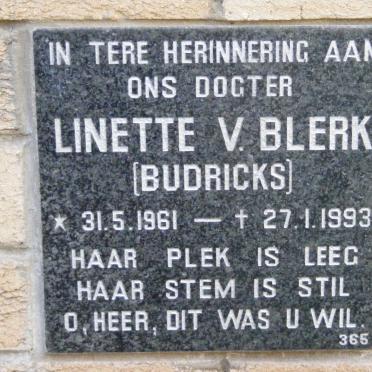 IN TERE HERINNERING AAN
ONS DOGTER
LINETTE V. BLERK
(BUDRICKS)
* 31.5.1961 — † 27.1.1993
HAAR PLEK IS LEEG
HAAR STEM IS STIL
O, HEER, DIT WAS U WIL.
365